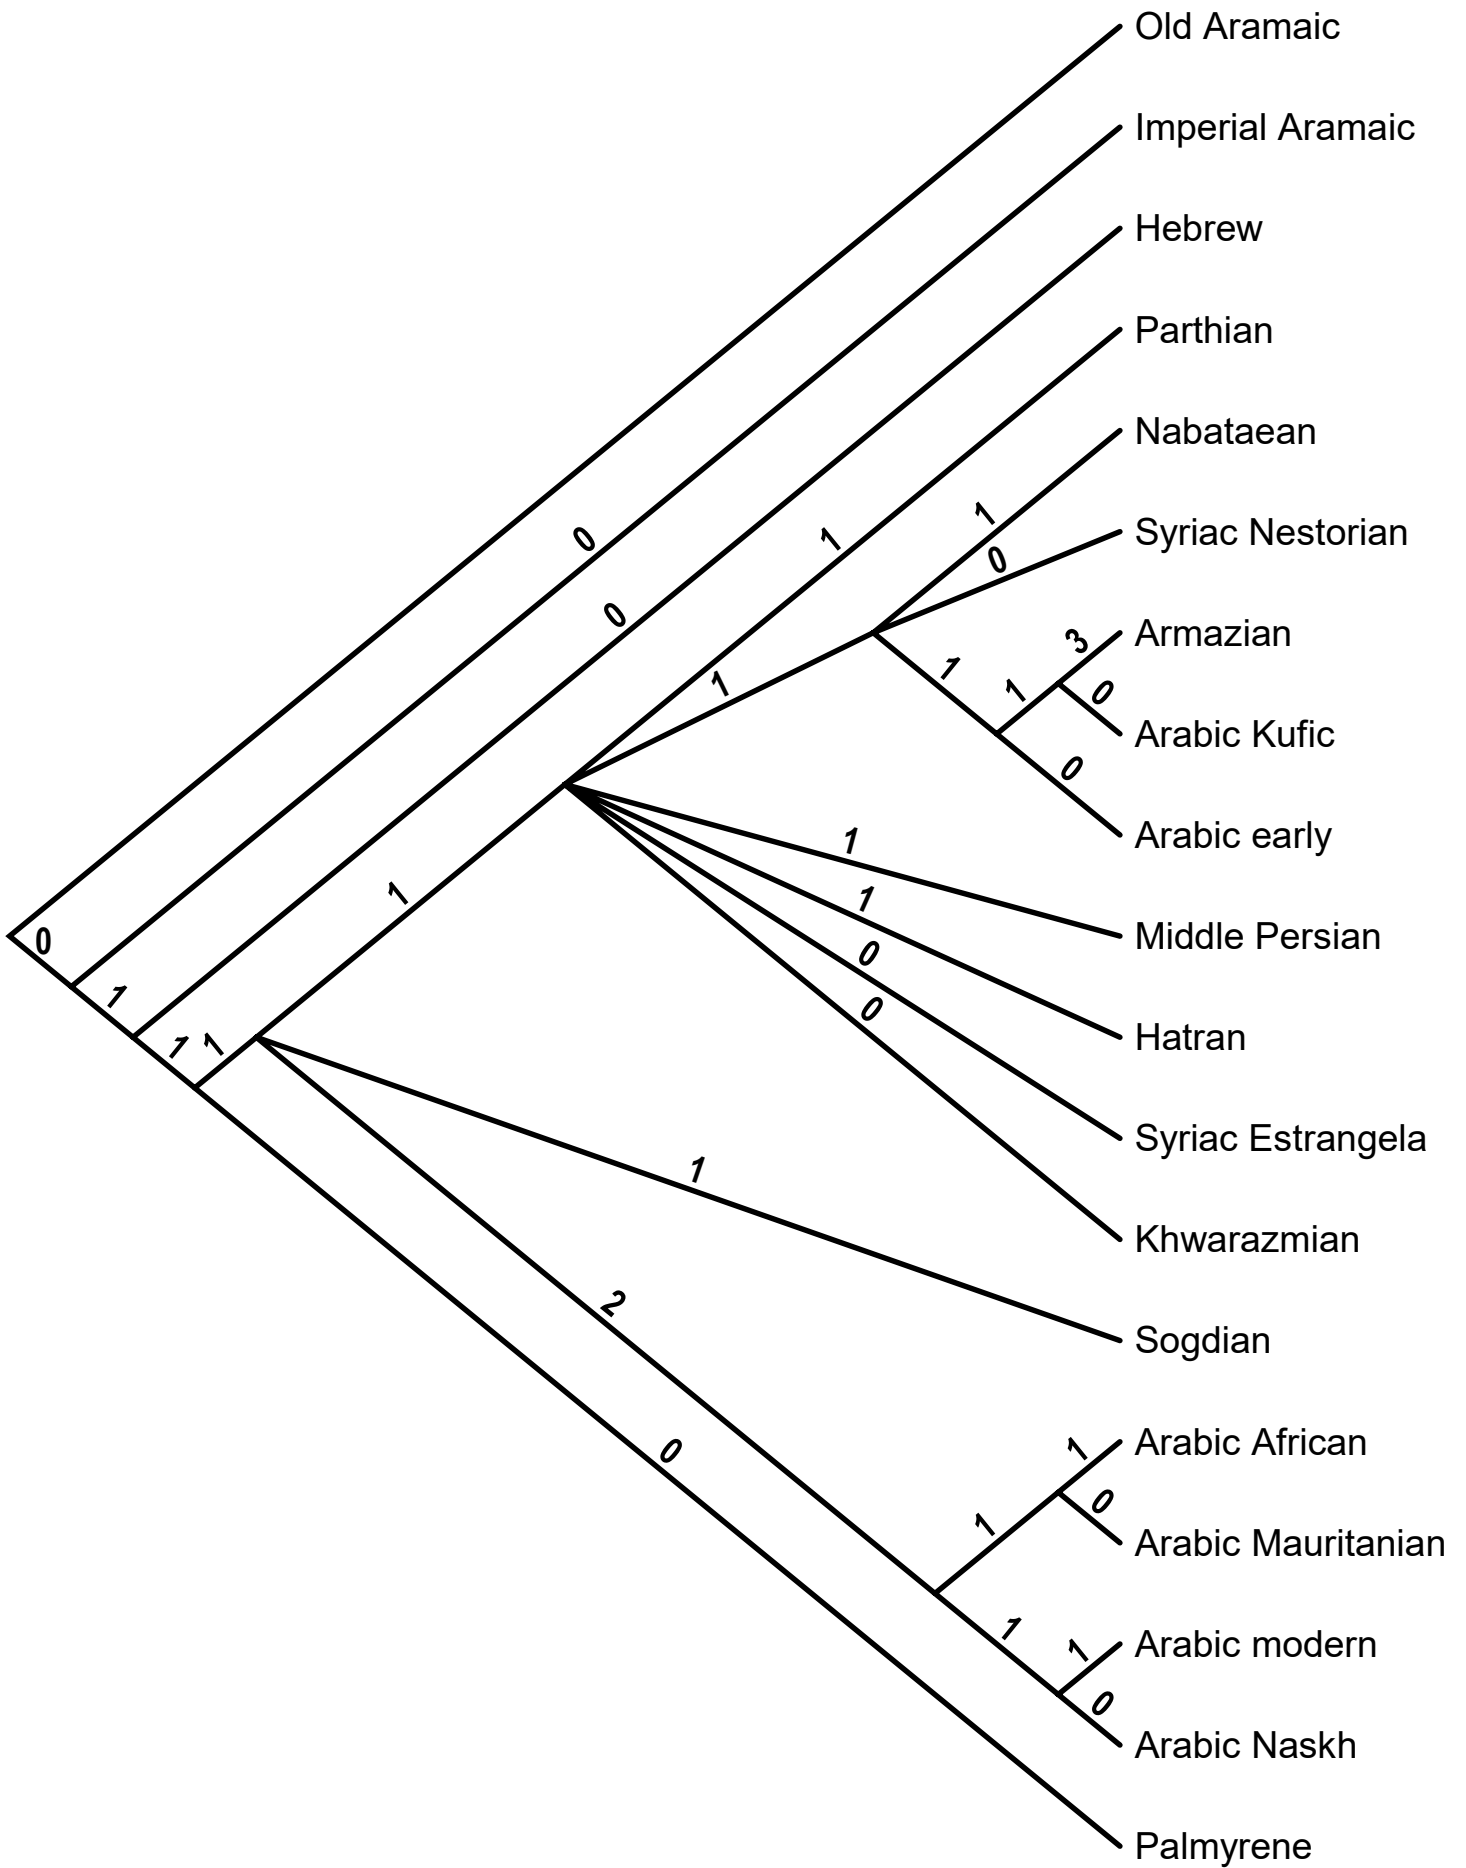 Old Aramaic
Imperial Aramaic
Hebrew
Parthian
Nabataean
1
Syriac Nestorian
0
1
0
0
Armazian
3
1
1
0
1
Arabic Kufic
0
Arabic early
1
1
Middle Persian
1
0
0
1
Hatran
0
1
1
1
Syriac Estrangela
1
Khwarazmian
2
Sogdian
Arabic African
1
0
0
1
Arabic Mauritanian
1
1
Arabic modern
0
Arabic Naskh
Palmyrene